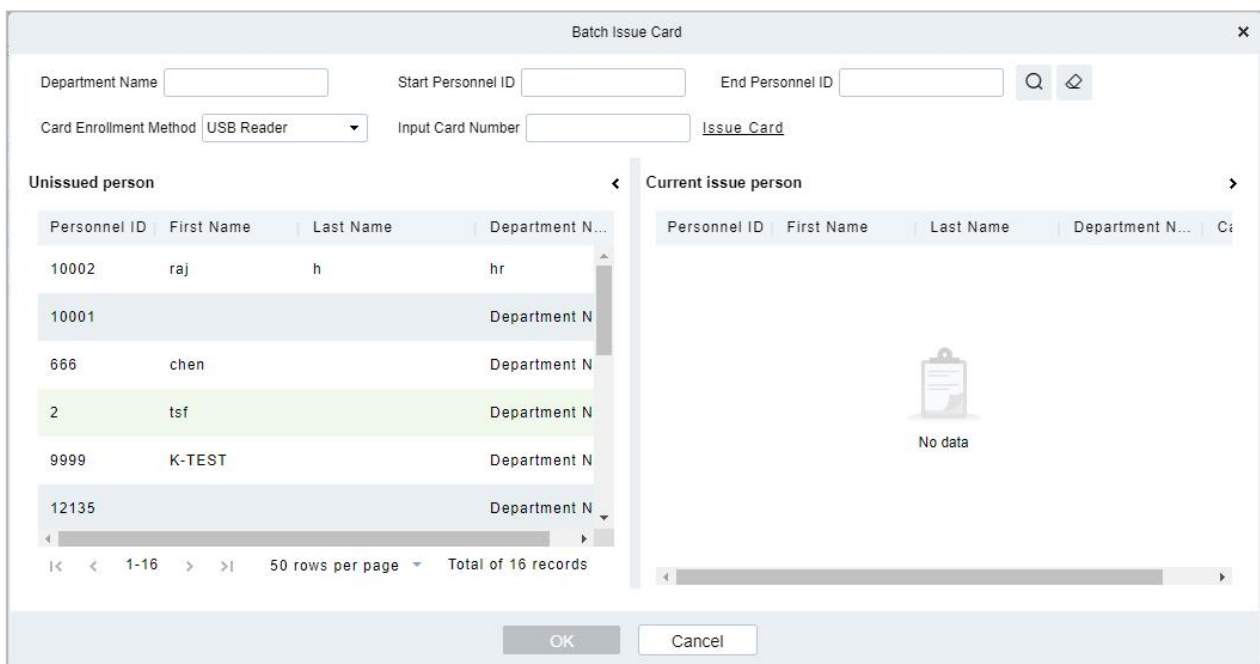 Batch Issue Card
Department Name Start Personnel ID End Personnel ID
Card Enrollment Method USB Reader Input Card Number Issue Card
Unissued person
Personnel ID First Name Last Name Department N...
10002 raj h hr
10001 Department N
666 chen Department N
2 tsf Department N
9999 K-TEST Department N
12135 Department N
1-16 50 rows per page Total of 16 records
Current issue person
Personnel ID First Name Last Name Department N... Ca
No data
OK Cancel